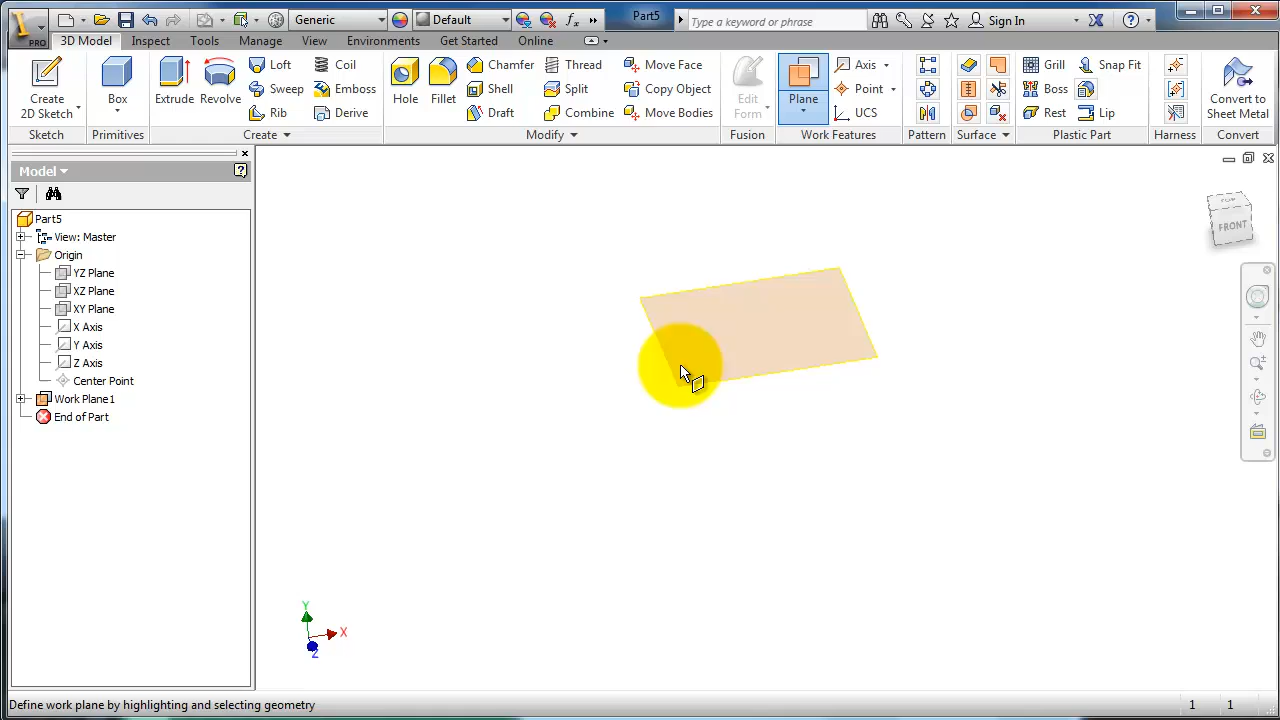 PRO
Generic
Default
fx
Part5
Type a keyword or phrase
Sign In
3D Model
Inspect
Tools
Manage
View
Environments
Get Started
Online
Create
2D Sketch
Sketch
Box
Primitives
Extrude
Revolve
Loft
Sweep
Rib
Coil
Emboss
Derive
Create
Hole
Fillet
Chamfer
Shell
Draft
Thread
Split
Combine
Move Face
Copy Object
Move Bodies
Modify
Edit
Form
Fusion
Plane
Axis
Point
UCS
Work Features
Pattern
Surface
Grill
Boss
Rest
Snap Fit
Lip
Plastic Part
Harness
Convert to
Sheet Metal
Convert
Model
Part5
View: Master
Origin
YZ Plane
XZ Plane
XY Plane
X Axis
Y Axis
Z Axis
Center Point
Work Plane1
End of Part
TOP
FRONT
Y
X
Z
Define work plane by highlighting and selecting geometry
1
1